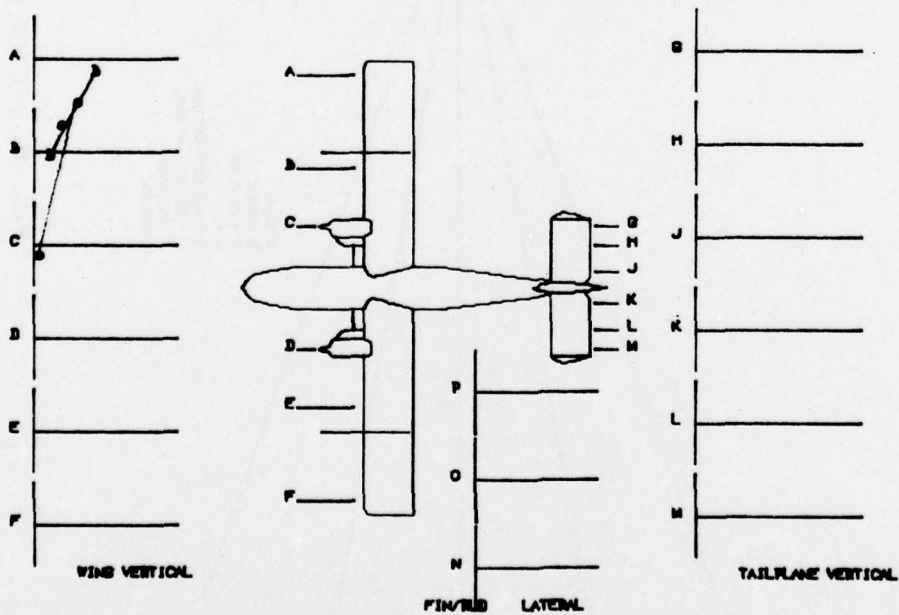 A
B
C
D
E
F
WING VERTICAL
A
B
C
D
E
F
G
H
J
K
L
M
P
O
N
FIN/RUD LATERAL
G
H
J
K
L
M
TAILPLANE VERTICAL